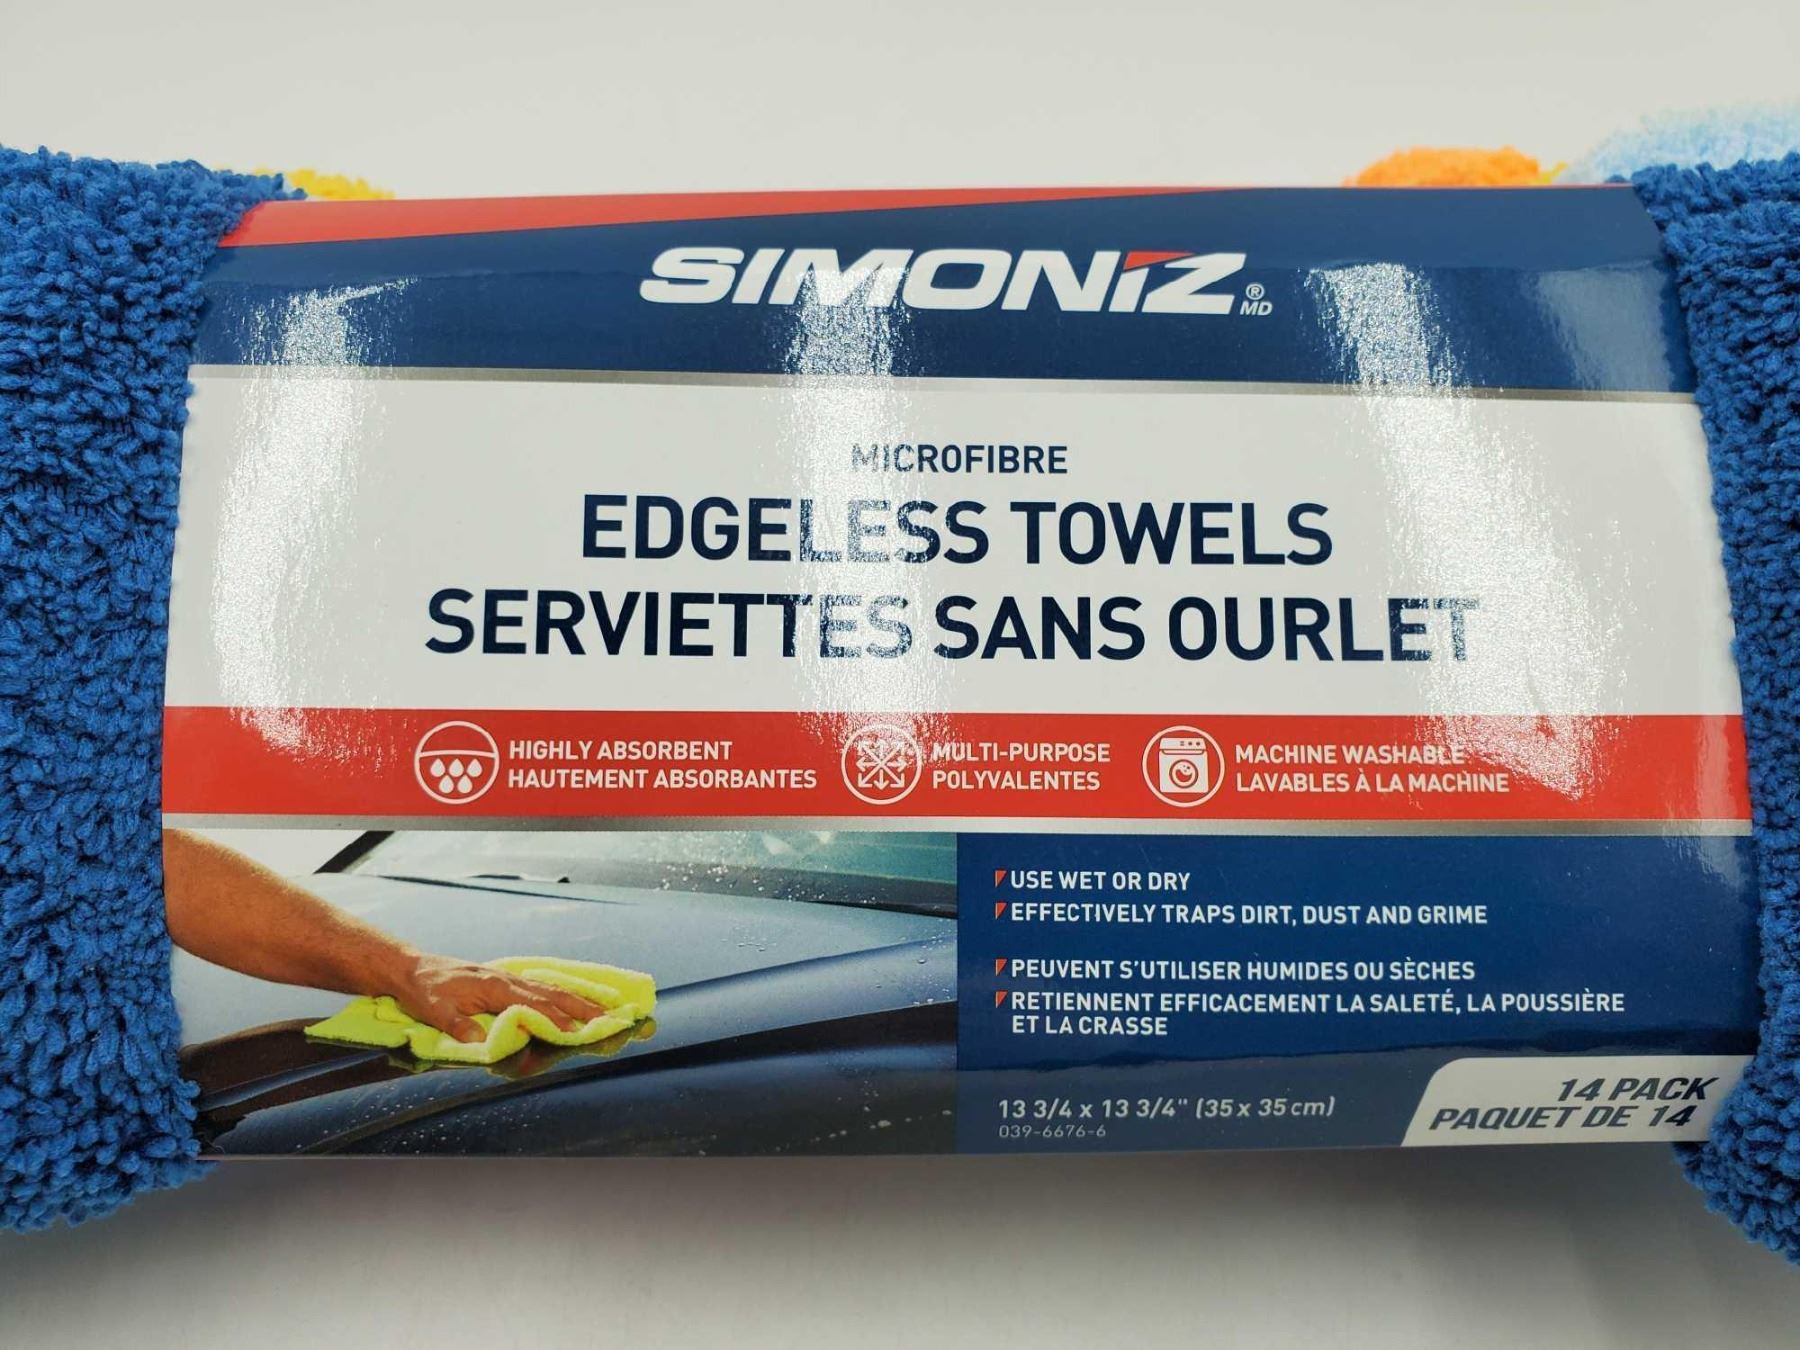 SIMONIZ® MD
MICROFIBRE
EDGELESS TOWELS
SERVIETTES SANS OURLET
HIGHLY ABSORBENT
HAUTEMENT ABSORBANTES
MULTI-PURPOSE
POLYVALENTES
MACHINE WASHABLE
LAVABLES À LA MACHINE
USE WET OR DRY
EFFECTIVELY TRAPS DIRT, DUST AND GRIME
PEUVENT S'UTILISER HUMIDES OU SÈCHES
RETIENNENT EFFICACEMENT LA SALETÉ, LA POUSSIÈRE
ET LA CRASSE
13 3/4 x 13 3/4" (35 x 35 cm)
039-6676-6
14 PACK
PAQUET DE 14